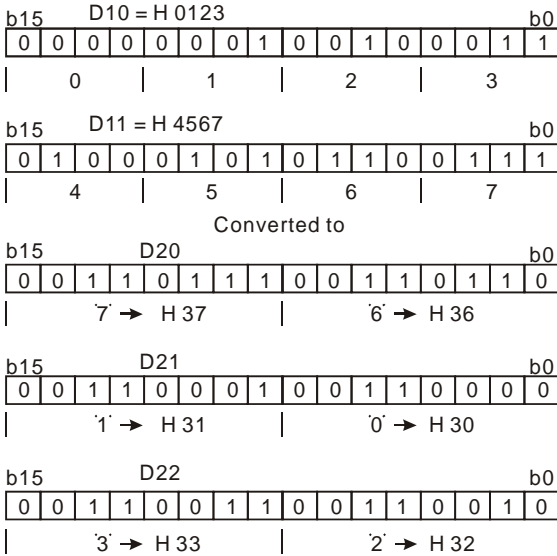 b15 D10 = H 0123 b0
0 0 0 0 0 0 0 1 0 0 1 0 0 0 1 1
0 1 2 3
b15 D11 = H 4567 b0
0 1 0 0 0 1 0 1 0 1 1 0 0 1 1 1
4 5 6 7
Converted to
b15 D20 b0
0 0 1 1 0 1 1 1 0 0 1 1 0 1 1 0
'7' → H 37 '6' → H 36
b15 D21 b0
0 0 1 1 0 0 0 1 0 0 1 1 0 0 0 0
'1' → H 31 '0' → H 30
b15 D22 b0
0 0 1 1 0 0 1 1 0 0 1 1 0 0 1 0
'3' → H 33 '2' → H 32